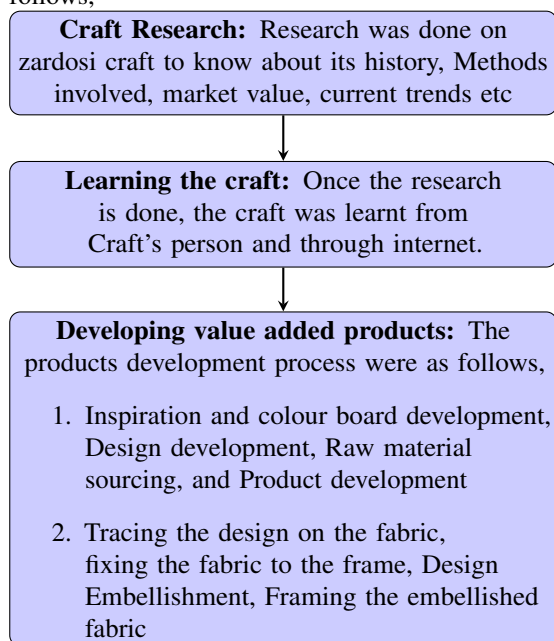 follows,
Craft Research: Research was done on
zardosi craft to know about its history, Methods
involved, market value, current trends etc
Learning the craft: Once the research
is done, the craft was learnt from
Craft's person and through internet.
Developing value added products: The
products development process were as follows,
1. Inspiration and colour board development,
Design development, Raw material
sourcing, and Product development
2. Tracing the design on the fabric,
fixing the fabric to the frame, Design
Embellishment, Framing the embellished
fabric